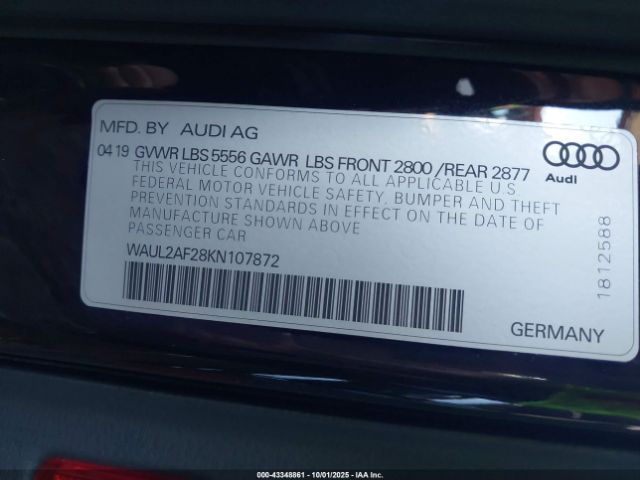 MFD. BY AUDI AG
04 19 GVWR LBS 5556 GAWR LBS FRONT 2800 / REAR 2877
THIS VEHICLE CONFORMS TO ALL APPLICABLE U.S.
FEDERAL MOTOR VEHICLE SAFETY, BUMPER AND THEFT
PREVENTION STANDARDS IN EFFECT ON THE DATE OF
MANUFACTURE SHOWN ABOVE
PASSENGER CAR
WAUL2AF28KN107872
Audi
1812588
GERMANY
000-43348861 - 10/01/2025 - IAA Inc.